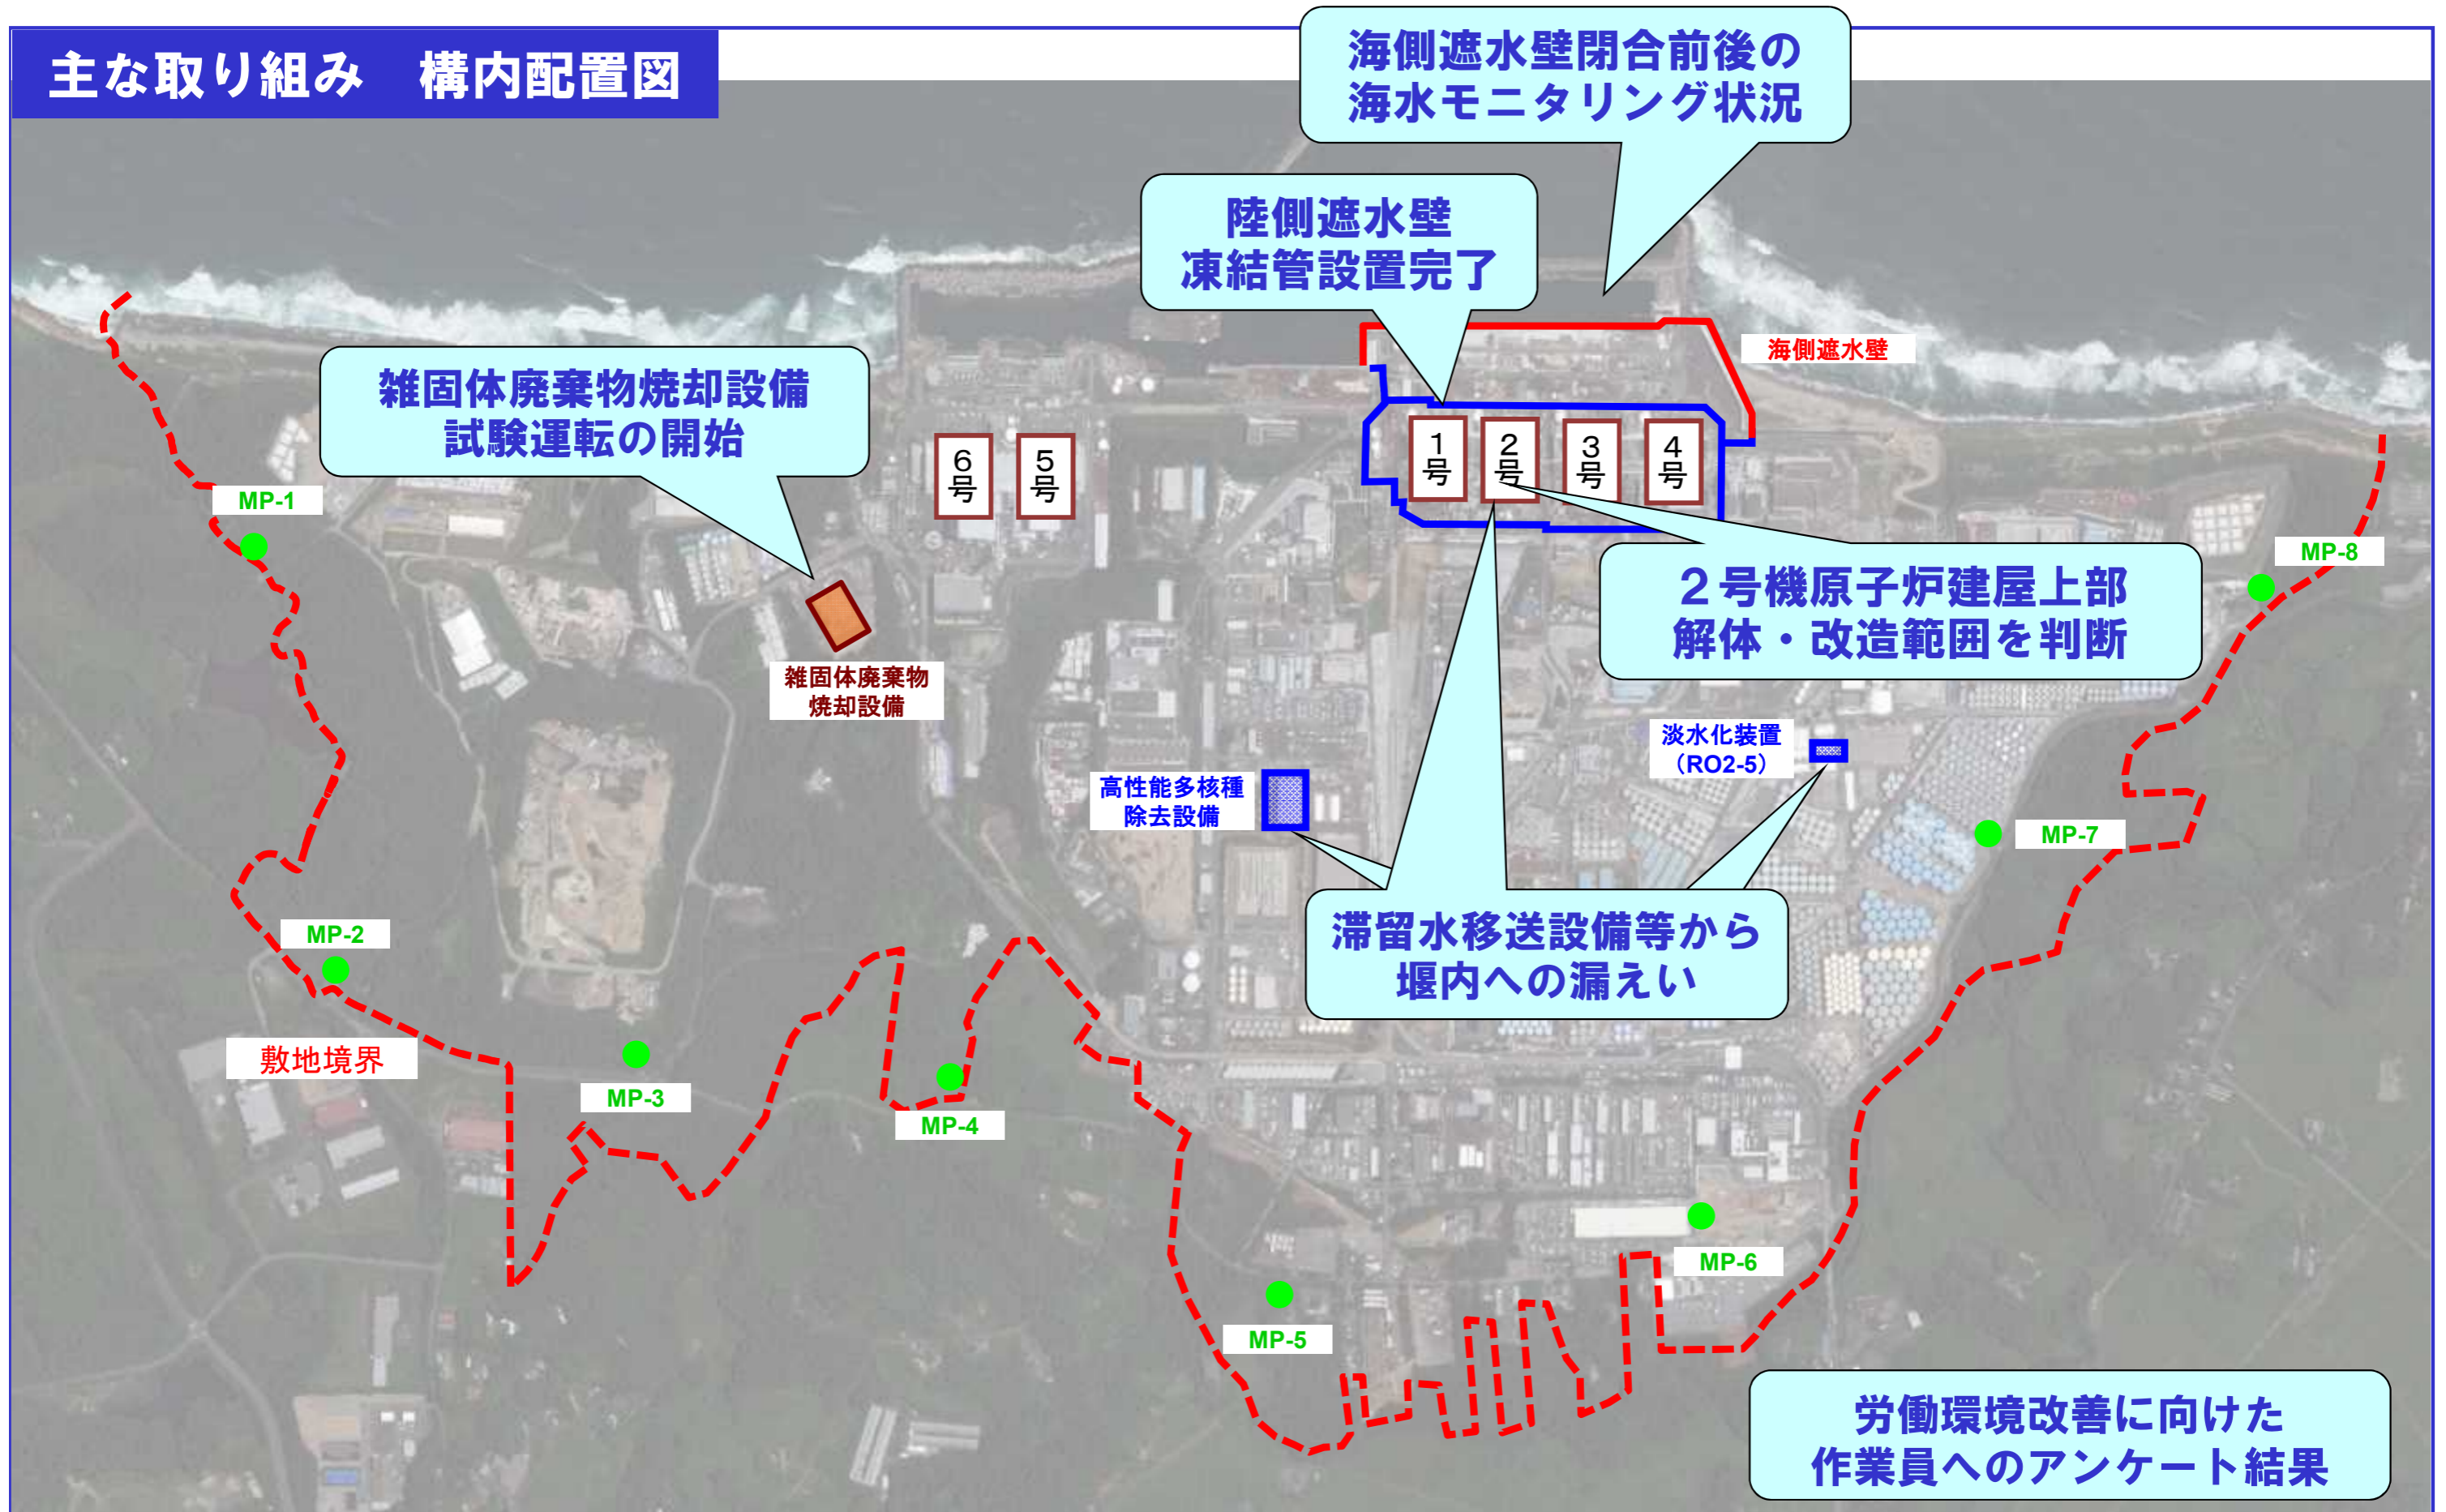 主な取り組み　構内配置図
海側遮水壁閉合前後の
海水モニタリング状況
陸側遮水壁
凍結管設置完了
海側遮水壁
雑固体廃棄物焼却設備
試験運転の開始
6号
5号
1号
2号
3号
4号
MP-1
MP-8
２号機原子炉建屋上部
解体・改造範囲を判断
雑固体廃棄物
焼却設備
淡水化装置
（RO2-5）
高性能多核種
除去設備
MP-7
滞留水移送設備等から
堰内への漏えい
MP-2
敷地境界
MP-3
MP-4
MP-6
MP-5
労働環境改善に向けた
作業員へのアンケート結果